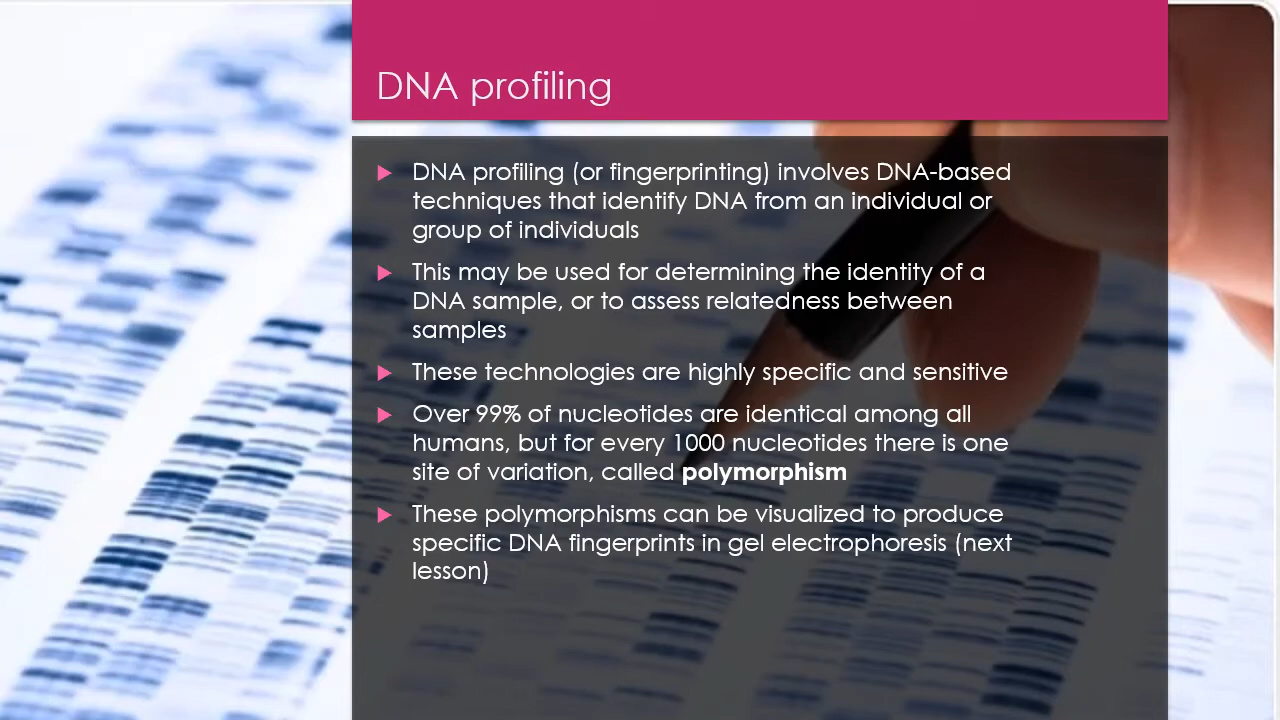 DNA profiling
DNA profiling (or fingerprinting) involves DNA-based
techniques that identify DNA from an individual or
group of individuals
This may be used for determining the identity of a
DNA sample, or to assess relatedness between
samples
These technologies are highly specific and sensitive
Over 99% of nucleotides are identical among all
humans, but for every 1000 nucleotides there is one
site of variation, called polymorphism
These polymorphisms can be visualized to produce
specific DNA fingerprints in gel electrophoresis (next
lesson)